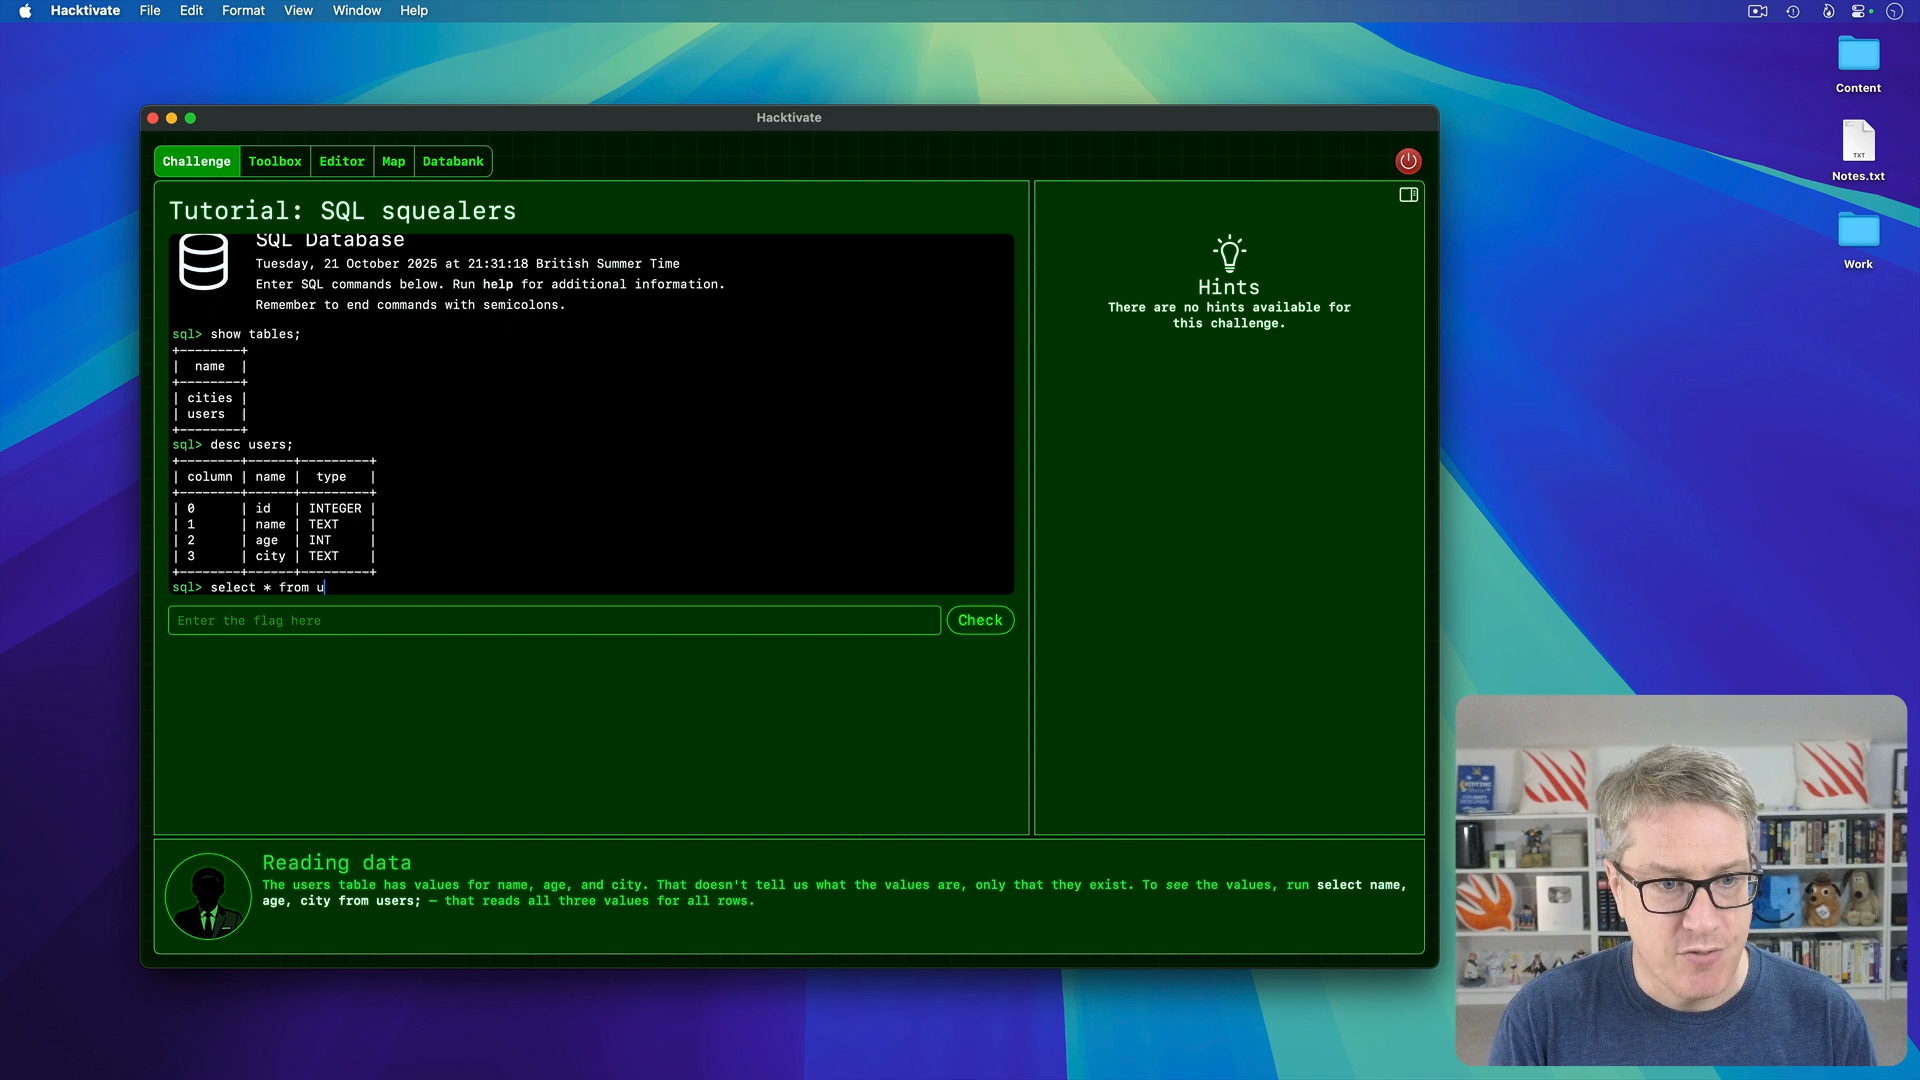 Hacktivate File Edit Format View Window Help
Content
Notes.txt
TXT
Work
Hacktivate
Challenge Toolbox Editor Map Databank
Tutorial: SQL squealers
SQL Database
Tuesday, 21 October 2025 at 21:31:18 British Summer Time
Enter SQL commands below. Run help for additional information.
Remember to end commands with semicolons.
sql> show tables;
+--------+
| name |
+--------+
| cities |
| users |
+--------+
sql> desc users;
+--------+------+---------+
| column | name | type |
+--------+------+---------+
| 0 | id | INTEGER |
| 1 | name | TEXT |
| 2 | age | INT |
| 3 | city | TEXT |
+--------+------+---------+
sql> select * from u
Enter the flag here
Check
Hints
There are no hints available for
this challenge.
Reading data
The users table has values for name, age, and city. That doesn't tell us what the values are, only that they exist. To see the values, run select name,
age, city from users; — that reads all three values for all rows.